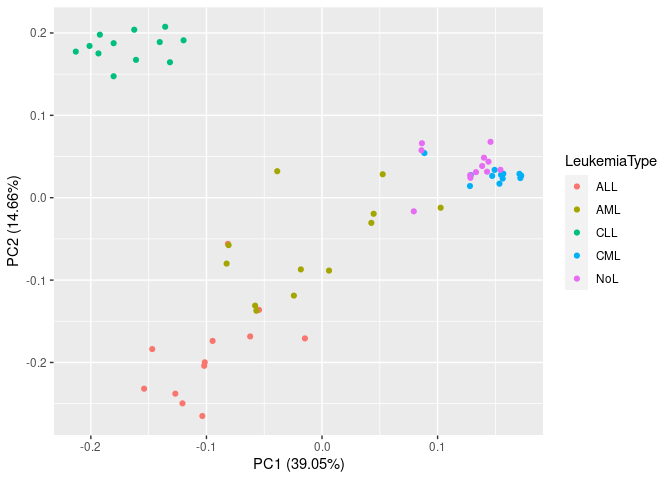 0.2
0.1
0.0
-0.1
-0.2
PC2 (14.66%)
-0.2
-0.1
0.0
0.1
PC1 (39.05%)
LeukemiaType
ALL
AML
CLL
CML
NoL